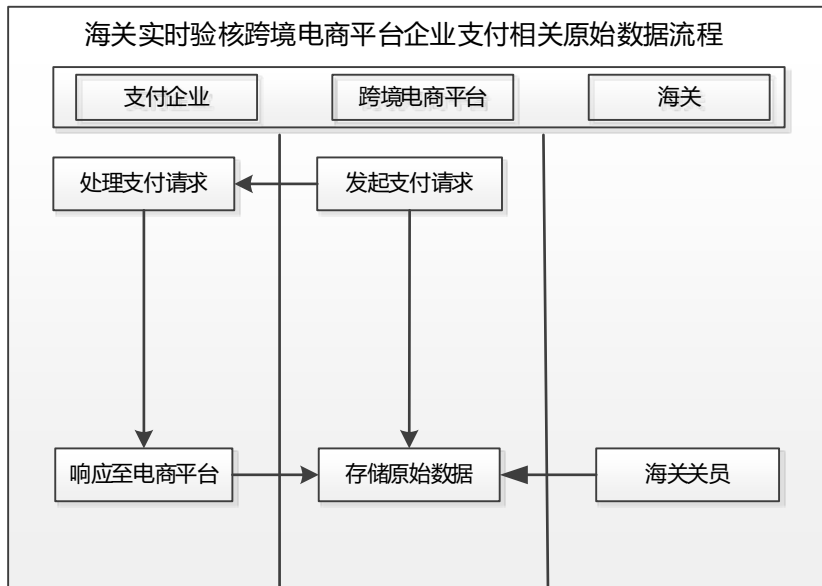 海关实时验核跨境电商平台企业支付相关原始数据流程
支付企业
跨境电商平台
海关
处理支付请求
发起支付请求
响应至电商平台
存储原始数据
海关关员